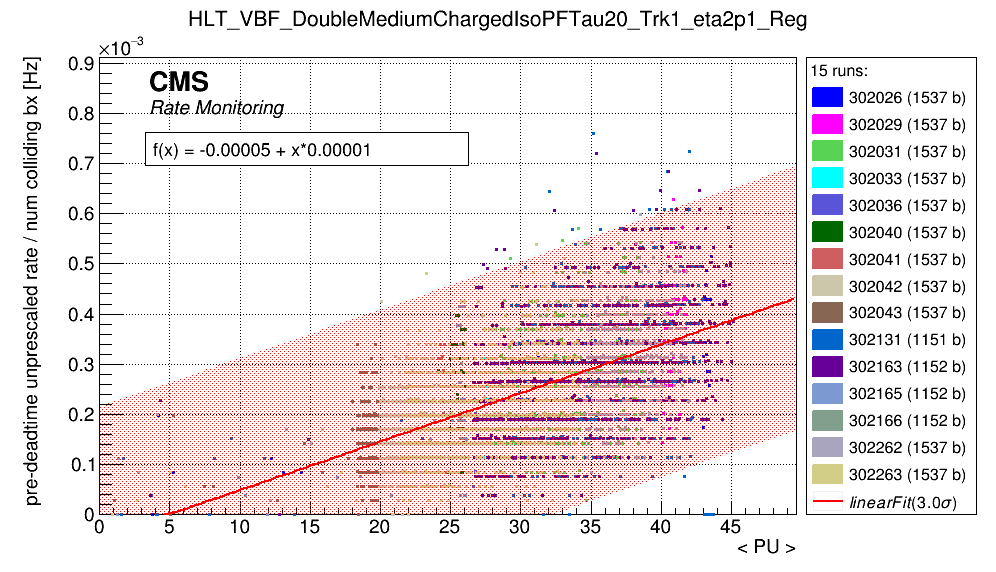 HLT_VBF_DoubleMediumChargedIsoPFTau20_Trk1_eta2p1_Reg
×10⁻³
pre-deadtime unprescaled rate / num colliding bx [Hz]
0.9
0.8
0.7
0.6
0.5
0.4
0.3
0.2
0.1
0
CMS
Rate Monitoring
f(x) = -0.00005 + x*0.00001
0 5 10 15 20 25 30 35 40 45
< PU >
15 runs:
302026 (1537 b)
302029 (1537 b)
302031 (1537 b)
302033 (1537 b)
302036 (1537 b)
302040 (1537 b)
302041 (1537 b)
302042 (1537 b)
302043 (1537 b)
302131 (1151 b)
302163 (1152 b)
302165 (1152 b)
302166 (1152 b)
302262 (1537 b)
302263 (1537 b)
linearFit(3.0σ)